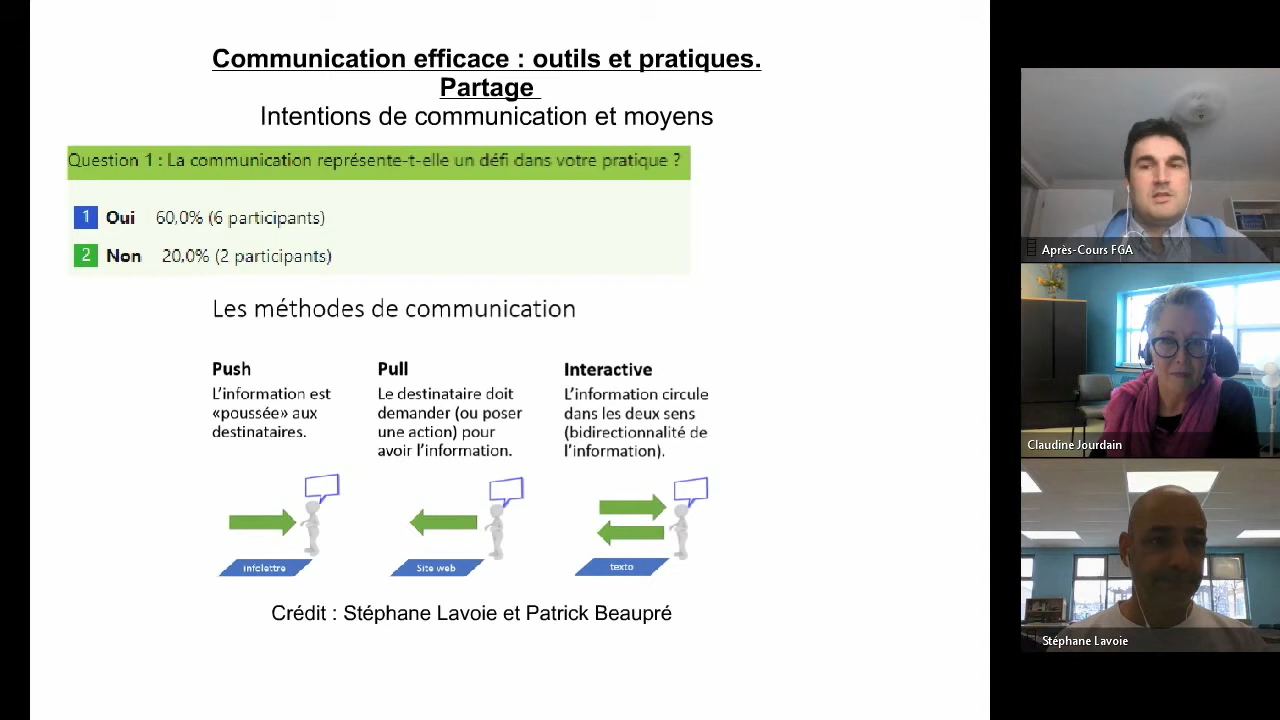 Communication efficace : outils et pratiques.
Partage
Intentions de communication et moyens
Question 1 : La communication représente-t-elle un défi dans votre pratique ?
1 Oui 60,0% (6 participants)
2 Non 20,0% (2 participants)
Les méthodes de communication
Push
L'information est
«poussée» aux
destinataires.
infolettre
Pull
Le destinataire doit
demander (ou poser
une action) pour
avoir l'information.
Site web
Interactive
L'information circule
dans les deux sens
(bidirectionnalité de
l'information).
texto
Crédit : Stéphane Lavoie et Patrick Beaupré
Après-Cours FGA
Claudine Jourdain
Stéphane Lavoie